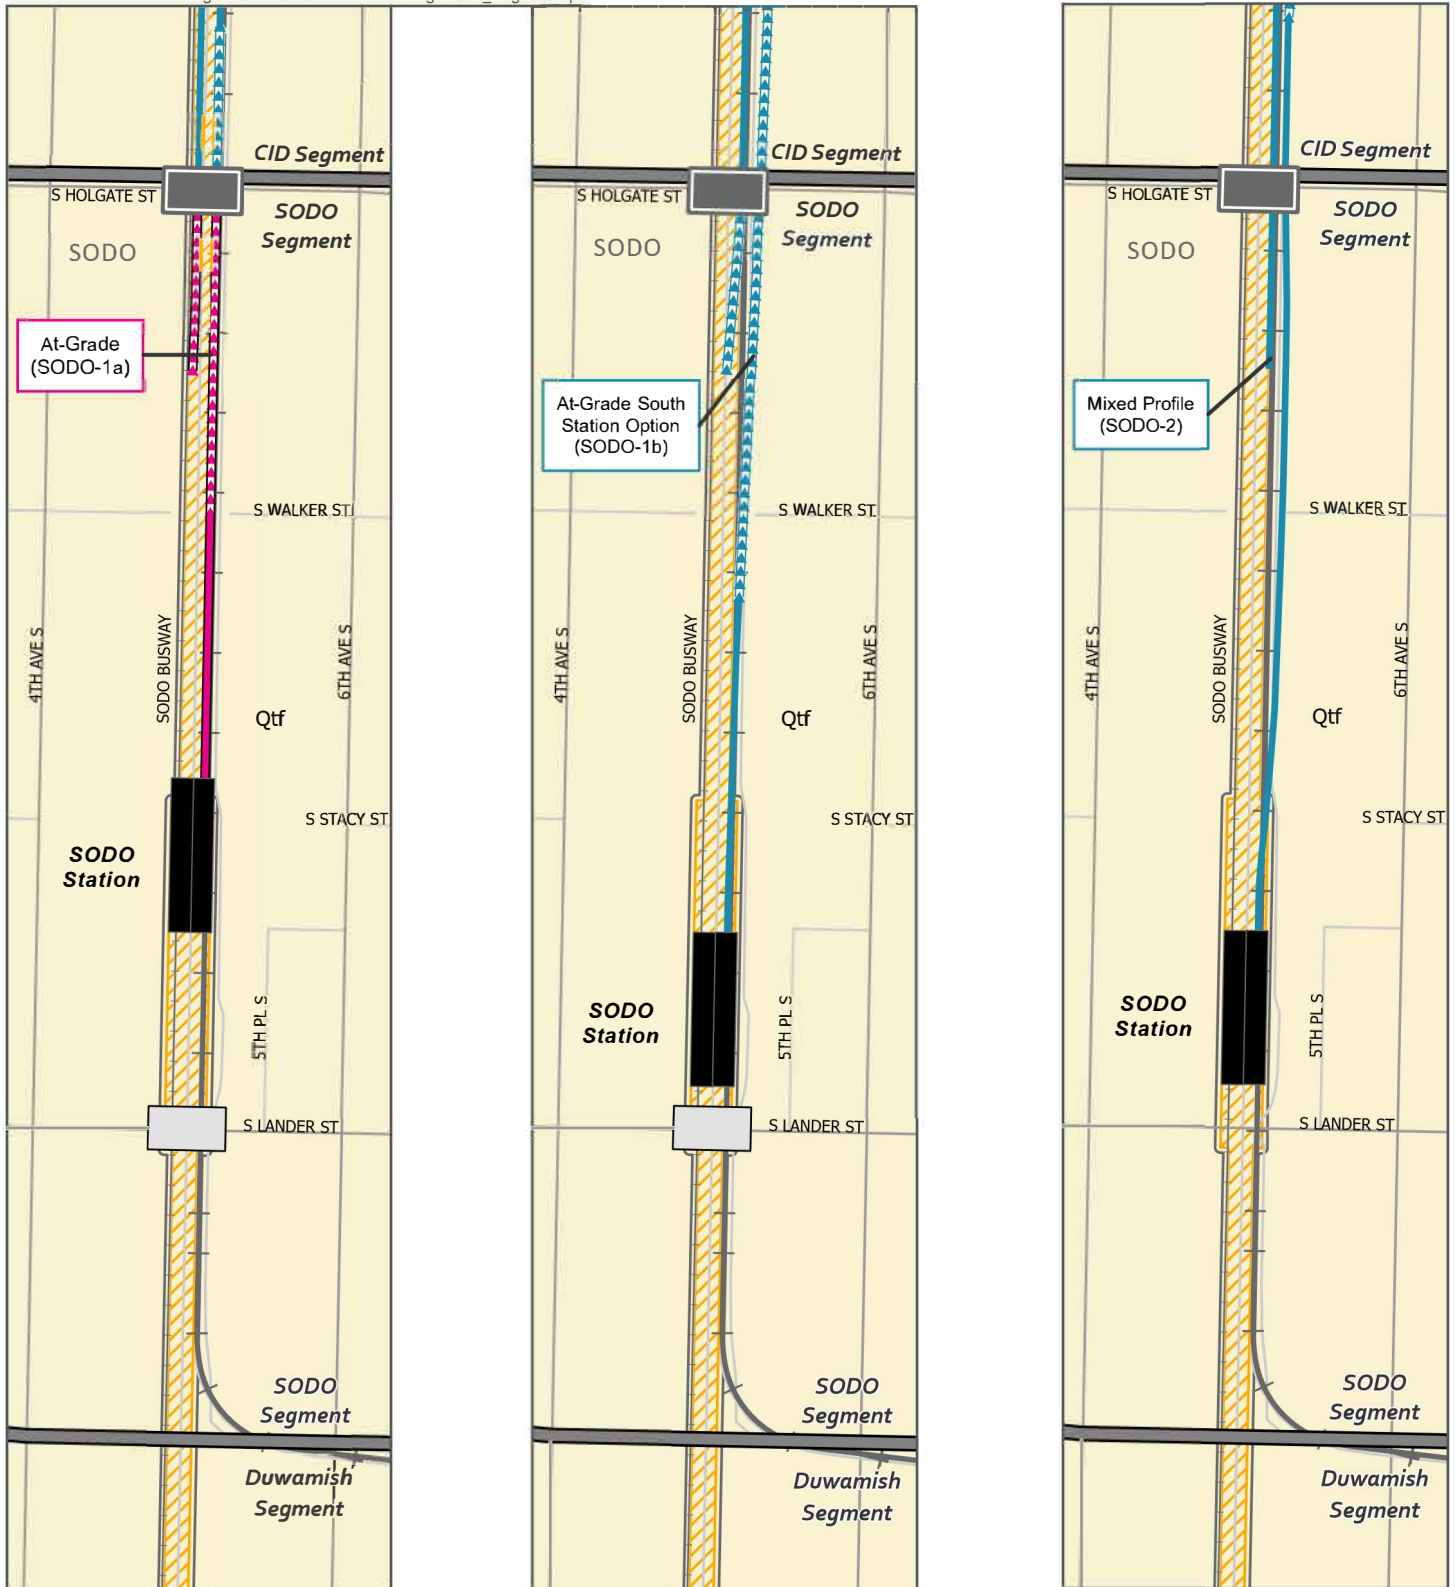 CID Segment
S HOLGATE ST
SODO
Segment
SODO
At-Grade
(SODO-1a)
S WALKER ST
4TH AVE S
SODO BUSWAY
6TH AVE S
Qtf
S STACY ST
SODO
Station
5TH PL S
S LANDER ST
SODO
Segment
Duwamish
Segment
CID Segment
S HOLGATE ST
SODO
Segment
SODO
At-Grade South
Station Option
(SODO-1b)
S WALKER ST
4TH AVE S
SODO BUSWAY
6TH AVE S
Qtf
S STACY ST
SODO
Station
5TH PL S
S LANDER ST
SODO
Segment
Duwamish
Segment
CID Segment
S HOLGATE ST
SODO
Segment
SODO
Mixed Profile
(SODO-2)
S WALKER ST
4TH AVE S
SODO BUSWAY
6TH AVE S
Qtf
S STACY ST
SODO
Station
5TH PL S
S LANDER ST
SODO
Segment
Duwamish
Segment